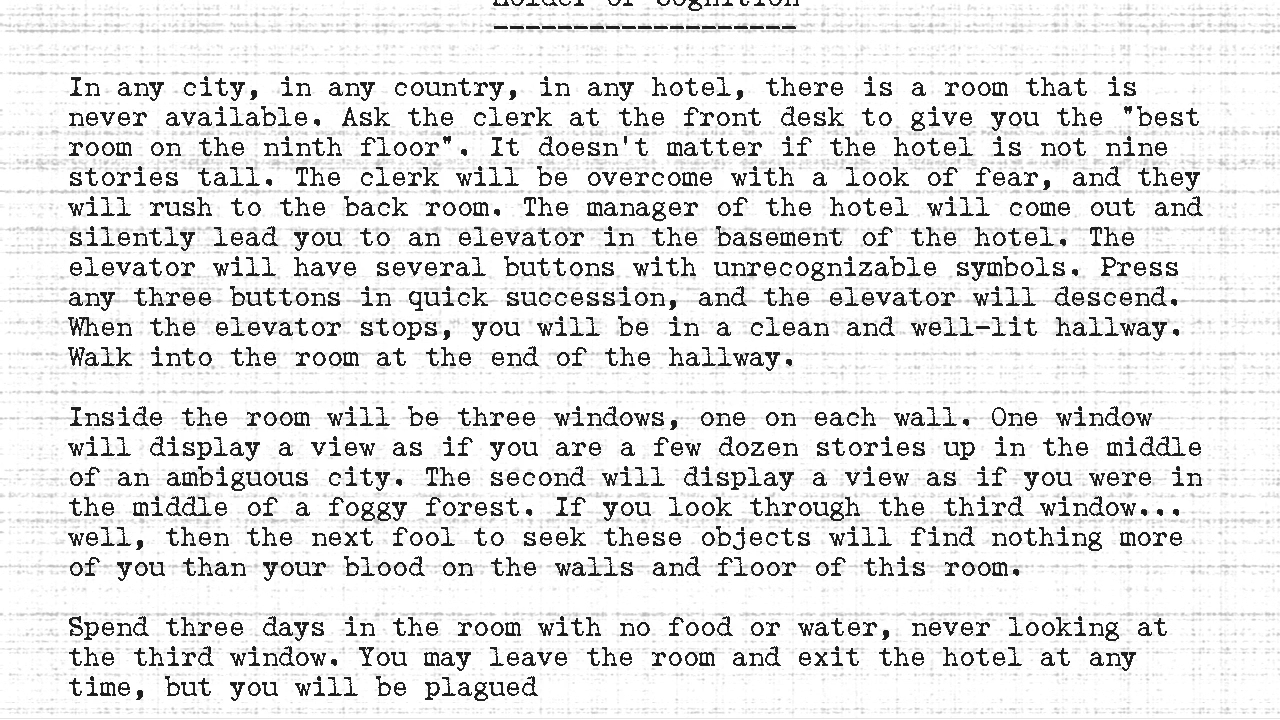 Holder of Cognition
In any city, in any country, in any hotel, there is a room that is
never available. Ask the clerk at the front desk to give you the "best
room on the ninth floor". It doesn't matter if the hotel is not nine
stories tall. The clerk will be overcome with a look of fear, and they
will rush to the back room. The manager of the hotel will come out and
silently lead you to an elevator in the basement of the hotel. The
elevator will have several buttons with unrecognizable symbols. Press
any three buttons in quick succession, and the elevator will descend.
When the elevator stops, you will be in a clean and well-lit hallway.
Walk into the room at the end of the hallway.
Inside the room will be three windows, one on each wall. One window
will display a view as if you are a few dozen stories up in the middle
of an ambiguous city. The second will display a view as if you were in
the middle of a foggy forest. If you look through the third window...
well, then the next fool to seek these objects will find nothing more
of you than your blood on the walls and floor of this room.
Spend three days in the room with no food or water, never looking at
the third window. You may leave the room and exit the hotel at any
time, but you will be plagued